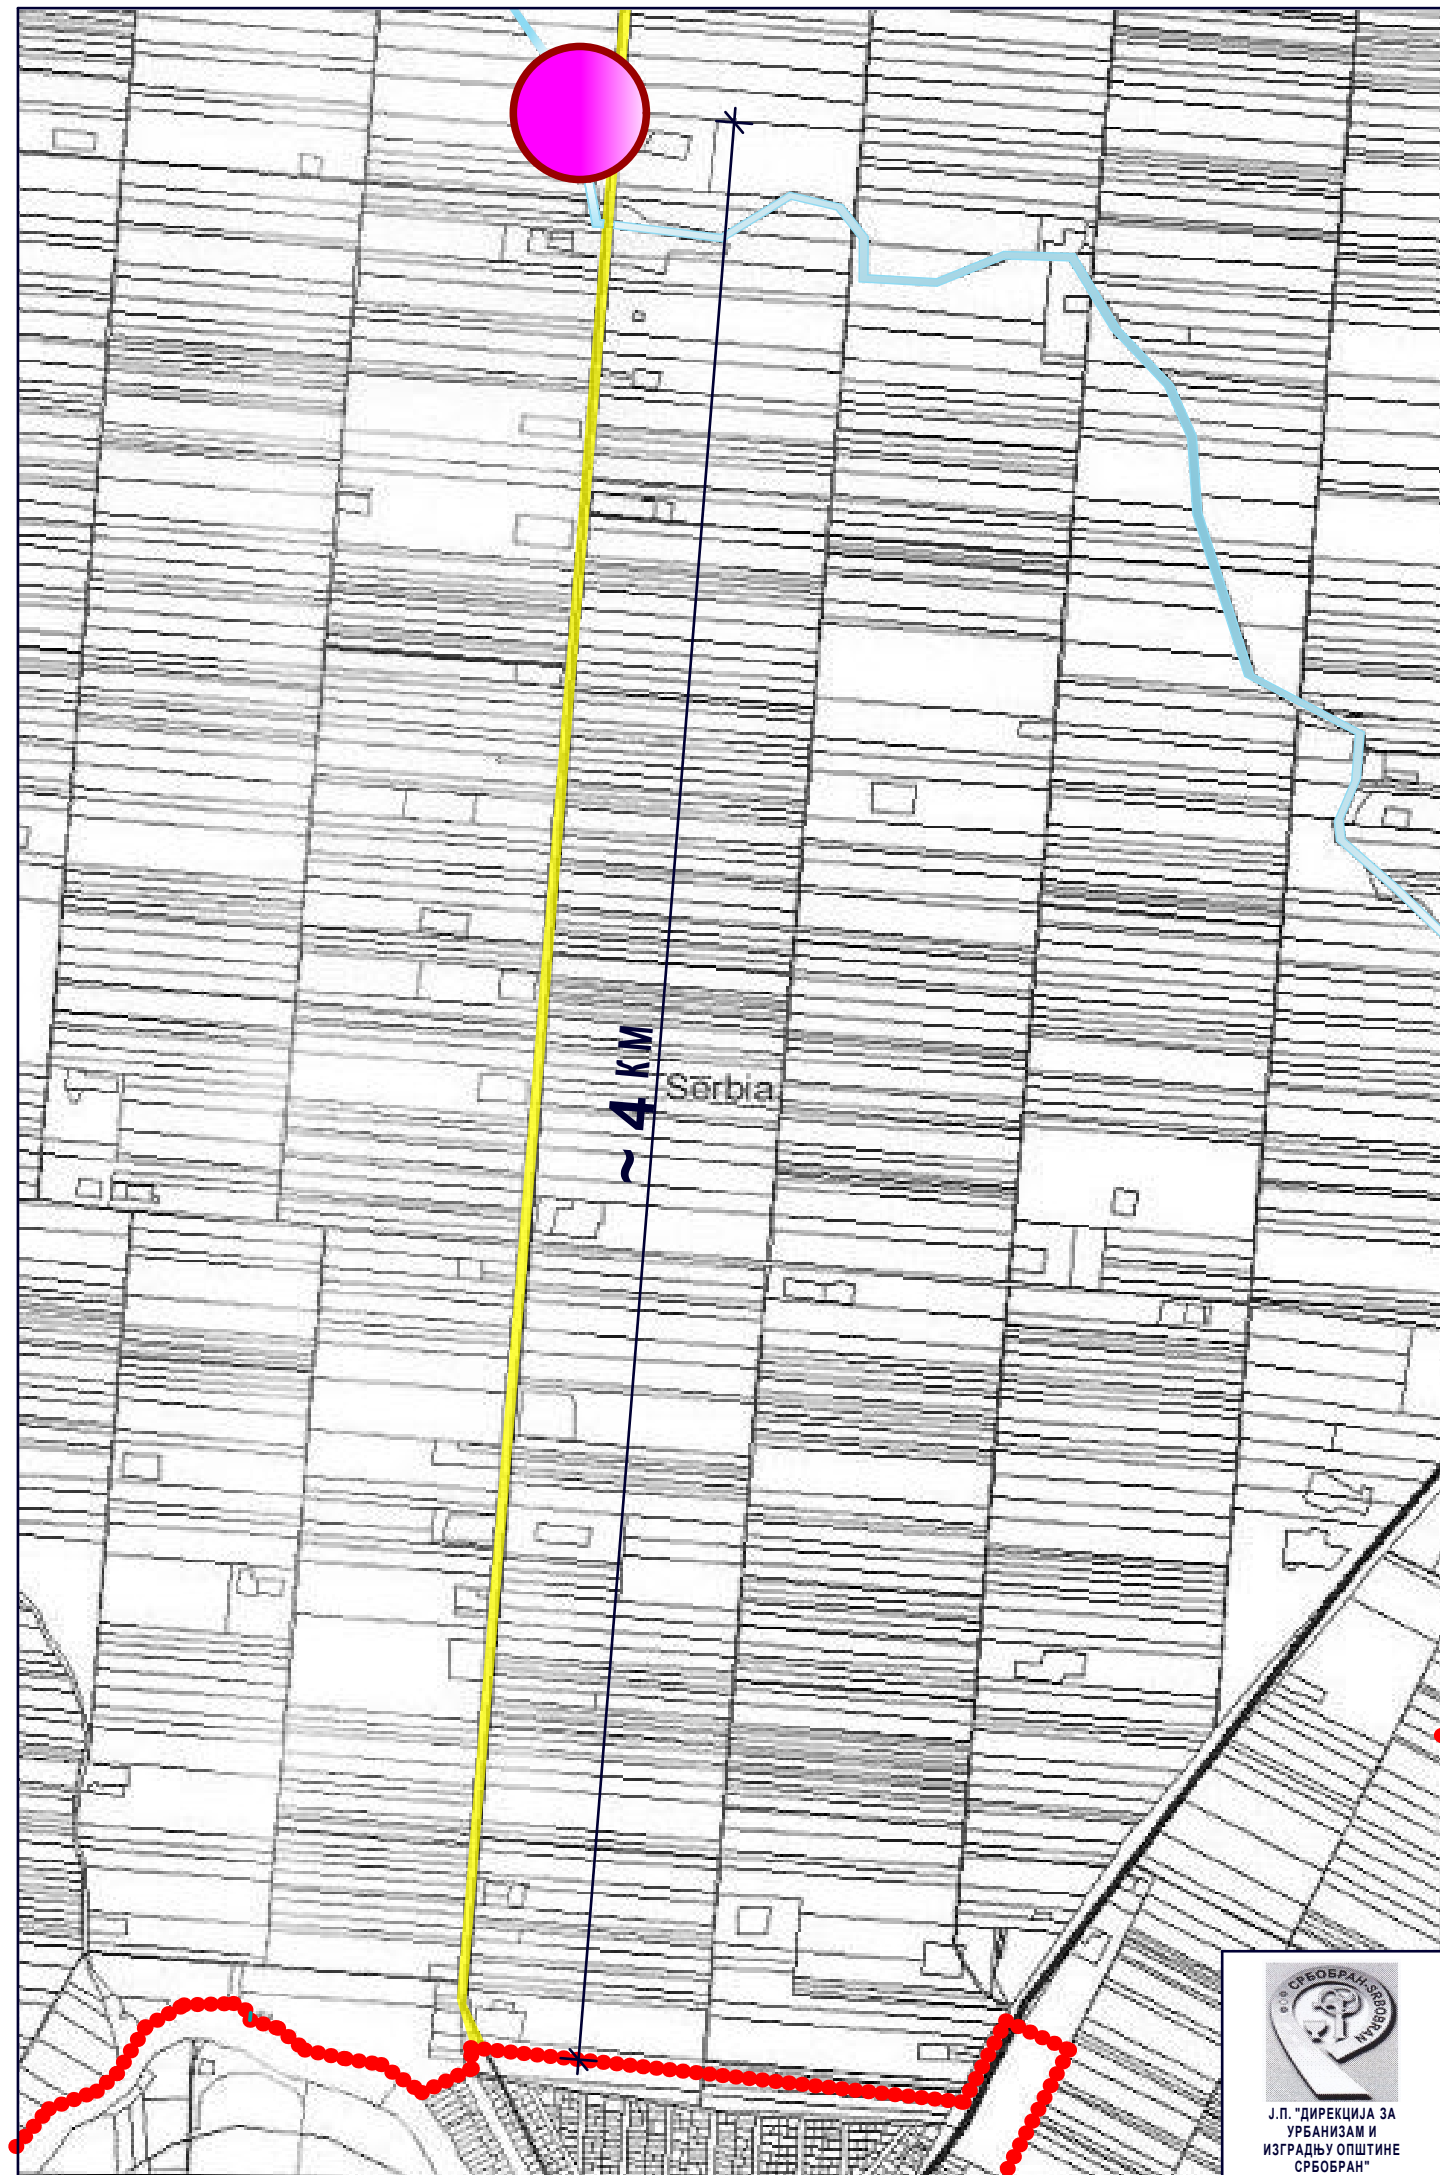 ~ 4 КМ
Serbia
СРБОБРАН-SRBOBRAN
Ј.П. "ДИРЕКЦИЈА ЗА
УРБАНИЗАМ И
ИЗГРАДЊУ ОПШТИНЕ
СРБОБРАН"